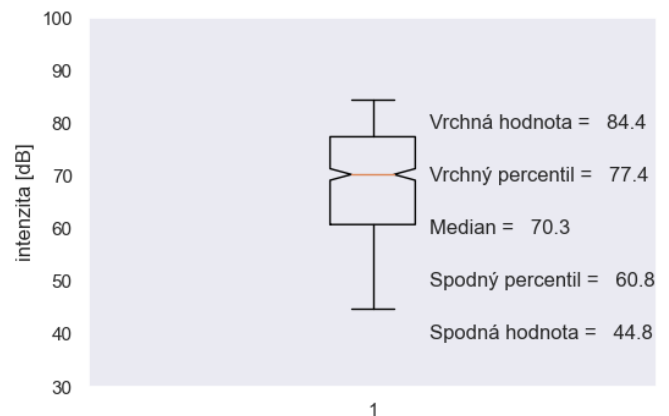 100
90
80
70
60
50
40
30
intenzita [dB]
Vrchná hodnota = 84.4
Vrchný percentil = 77.4
Median = 70.3
Spodný percentil = 60.8
Spodná hodnota = 44.8
1